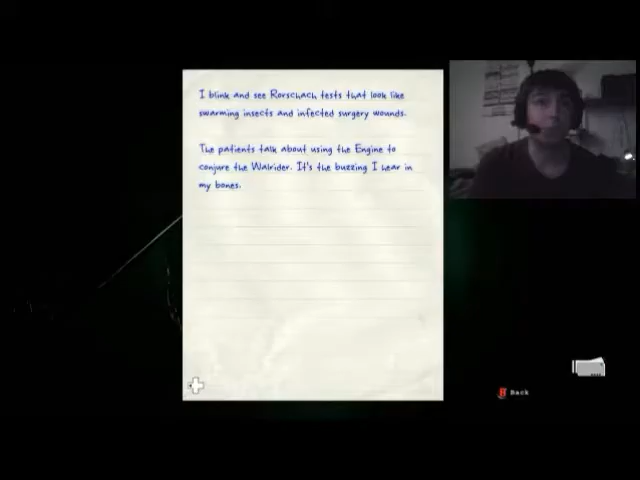 I blink and see Rorschach tests that look like
swarming insects and infected surgery wounds.
The patients talk about using the Engine to
conjure the Walrider. It's the buzzing I hear in
my bones.
Back